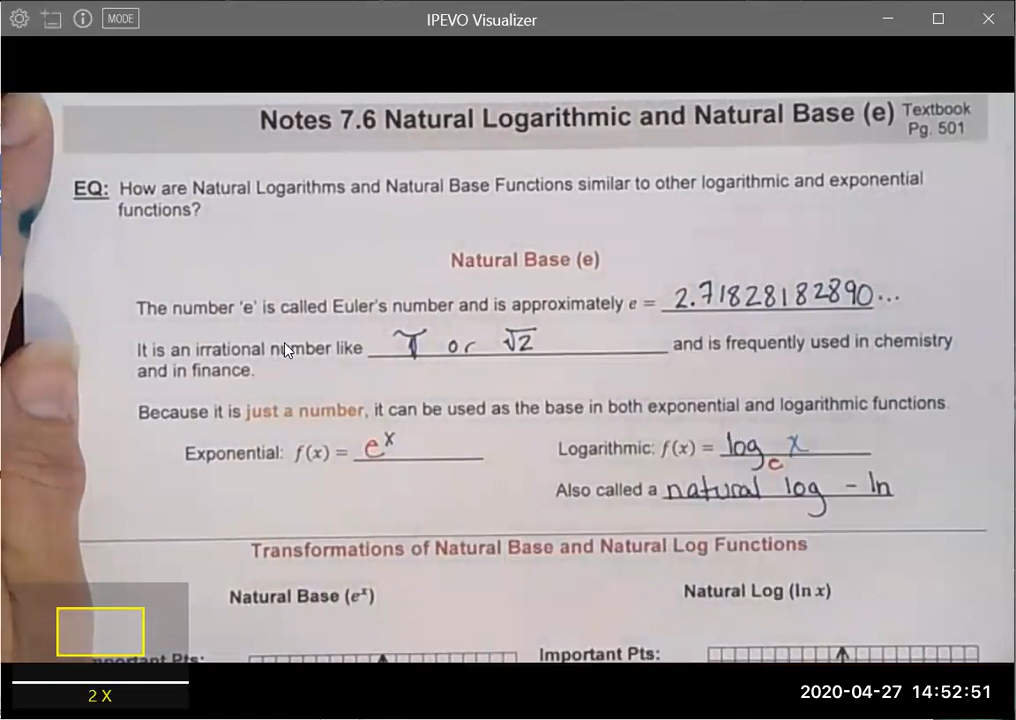 MODE
IPEVO Visualizer
Notes 7.6 Natural Logarithmic and Natural Base (e) Textbook Pg. 501
EQ: How are Natural Logarithms and Natural Base Functions similar to other logarithmic and exponential
functions?
Natural Base (e)
The number 'e' is called Euler's number and is approximately e = 2.71828182890...
It is an irrational number like π or √2 and is frequently used in chemistry
and in finance.
Because it is just a number, it can be used as the base in both exponential and logarithmic functions.
Exponential: f(x) = eˣ Logarithmic: f(x) = logₑ x
Also called a natural log - ln
Transformations of Natural Base and Natural Log Functions
Natural Base (eˣ) Natural Log (ln x)
Important Pts:
2 X
2020-04-27 14:52:51